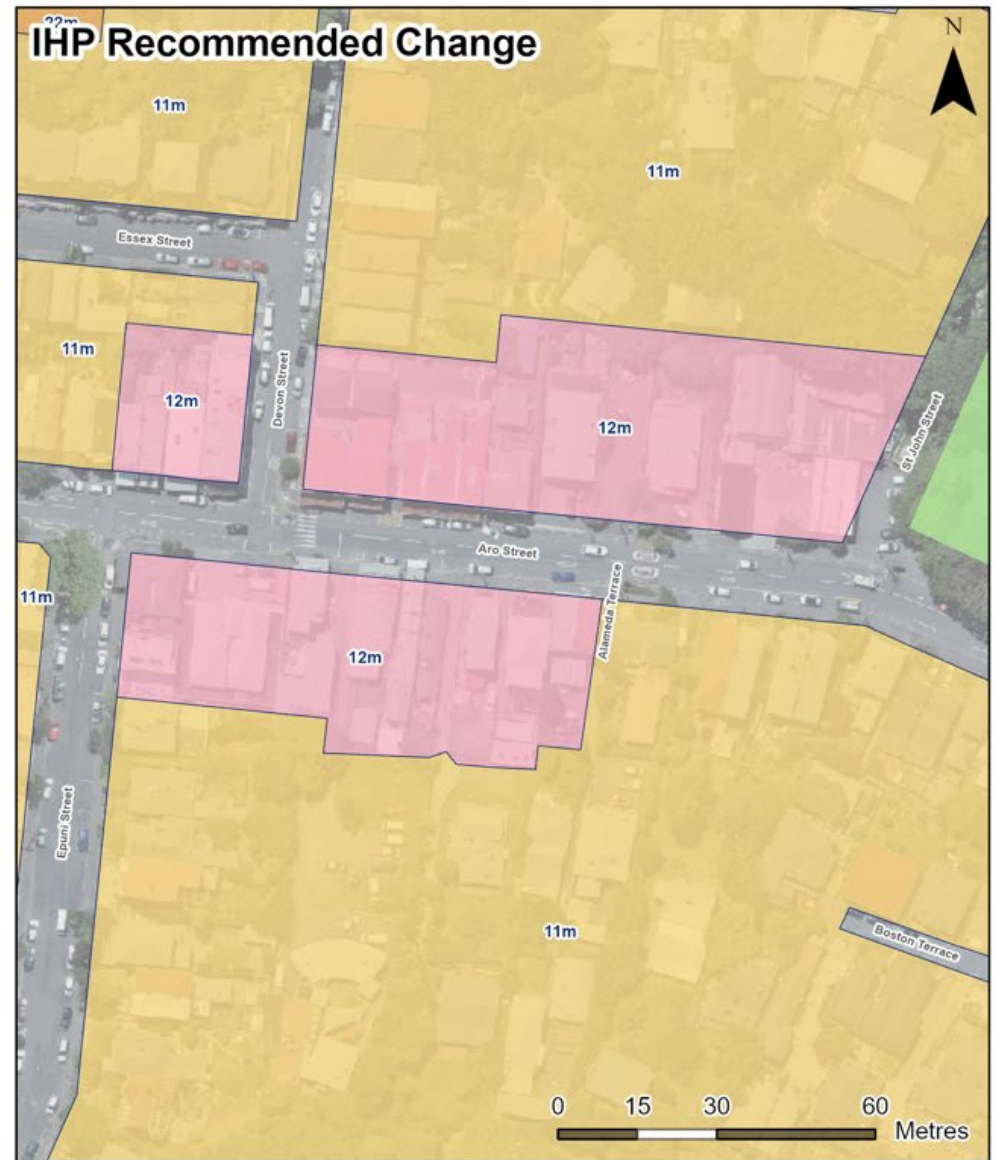 22m
IHP Recommended Change
N
11m
11m
Essex Street
11m
12m
Devon Street
12m
St John Street
Aro Street
11m
Alameda Terrace
12m
Epuni Street
11m
Boston Terrace
0 15 30 60
Metres